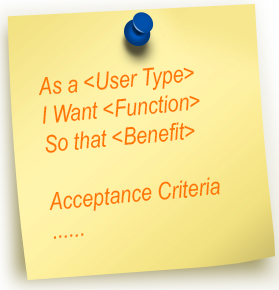 As a <User Type>
I Want <Function>
So that <Benefit>
Acceptance Criteria
......